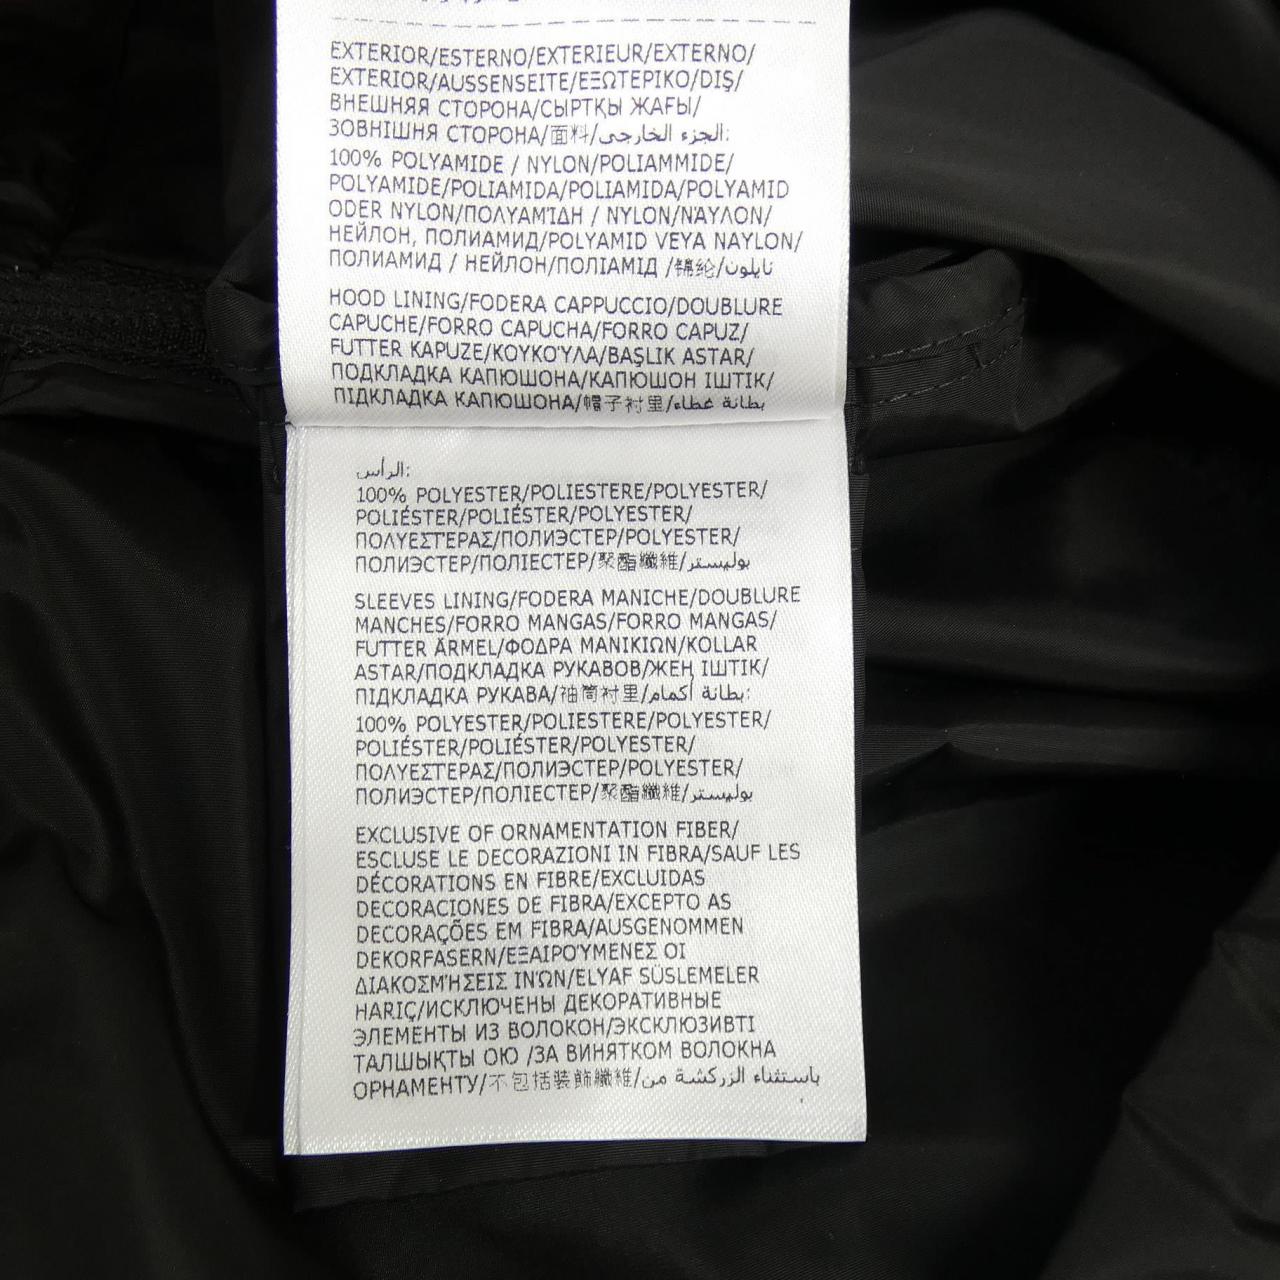 EXTERIOR/ESTERNO/EXTERIEUR/EXTERNO/
EXTERIOR/AUSSENSEITE/ΕΞΩΤΕΡΙΚΟ/DIŞ/
ВНЕШНЯЯ СТОРОНА/СЫРТҚЫ ЖАҒЫ/
ЗОВНІШНЯ СТОРОНА/面料/الجزء الخارجي:
100% POLYAMIDE / NYLON/POLIAMMIDE/
POLYAMIDE/POLIAMIDA/POLIAMIDA/POLYAMID
ODER NYLON/ΠΟΛΥΑΜΊΔΗ / NYLON/ΝΆΥΛΟΝ/
НЕЙЛОН, ПОЛИАМИД/POLYAMID VEYA NAYLON/
ПОЛИАМИД / НЕЙЛОН/ПОЛІАМІД /锦纶/نايلون
HOOD LINING/FODERA CAPPUCCIO/DOUBLURE
CAPUCHE/FORRO CAPUCHA/FORRO CAPUZ/
FUTTER KAPUZE/ΚΟΥΚΟΎΛΑ/BAŞLIK ASTAR/
ПОДКЛАДКА КАПЮШОНА/КАПЮШОН ІШТІК/
ПІДКЛАДКА КАПЮШОНА/帽子衬里/بطانة غطاء
الرأس:
100% POLYESTER/POLIESTERE/POLYESTER/
POLIÉSTER/POLIÉSTER/POLYESTER/
ΠΟΛΥΕΣΤΈΡΑΣ/ПОЛИЭСТЕР/POLYESTER/
ПОЛИЭСТЕР/ПОЛІЕСТЕР/聚酯纖維/بوليستر
SLEEVES LINING/FODERA MANICHE/DOUBLURE
MANCHES/FORRO MANGAS/FORRO MANGAS/
FUTTER ÄRMEL/ΦΟΔΡΑ ΜΑΝΙΚΙΩΝ/KOLLAR
ASTAR/ПОДКЛАДКА РУКАВОВ/ЖЕҢ ІШТІК/
ПІДКЛАДКА РУКАВА/袖筒衬里/بطانة أكمام:
100% POLYESTER/POLIESTERE/POLYESTER/
POLIÉSTER/POLIÉSTER/POLYESTER/
ΠΟΛΥΕΣΤΕΡΑΣ/ПОЛИЭСТЕР/POLYESTER/
ПОЛИЭСТЕР/ПОЛІЕСТЕР/聚酯纖維/بوليستر
EXCLUSIVE OF ORNAMENTATION FIBER/
ESCLUSE LE DECORAZIONI IN FIBRA/SAUF LES
DÉCORATIONS EN FIBRE/EXCLUIDAS
DECORACIONES DE FIBRA/EXCEPTO AS
DECORAÇÕES EM FIBRA/AUSGENOMMEN
DEKORFASERN/ΕΞΑΙΡΟΎΜΕΝΕΣ ΟΙ
ΔΙΑΚΟΣΜΉΣΕΙΣ ΙΝΏΝ/ELYAF SÜSLEMELER
HARİÇ/ИСКЛЮЧЕНЫ ДЕКОРАТИВНЫЕ
ЭЛЕМЕНТЫ ИЗ ВОЛОКОН/ЭКСКЛЮЗИВТІ
ТАЛШЫҚТЫ ОЮ /ЗА ВИНЯТКОМ ВОЛОКНА
ОРНАМЕНТУ/不包括装飾纖維/باستثناء الزركشة من